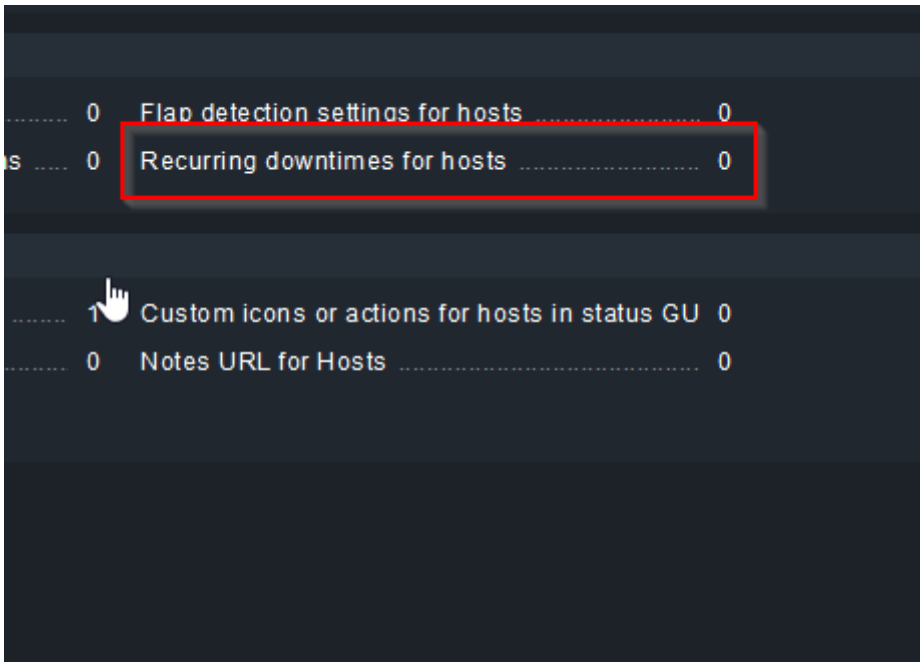 0 Flap detection settings for hosts 0
ns 0 Recurring downtimes for hosts 0
1 Custom icons or actions for hosts in status GU 0
0 Notes URL for Hosts 0